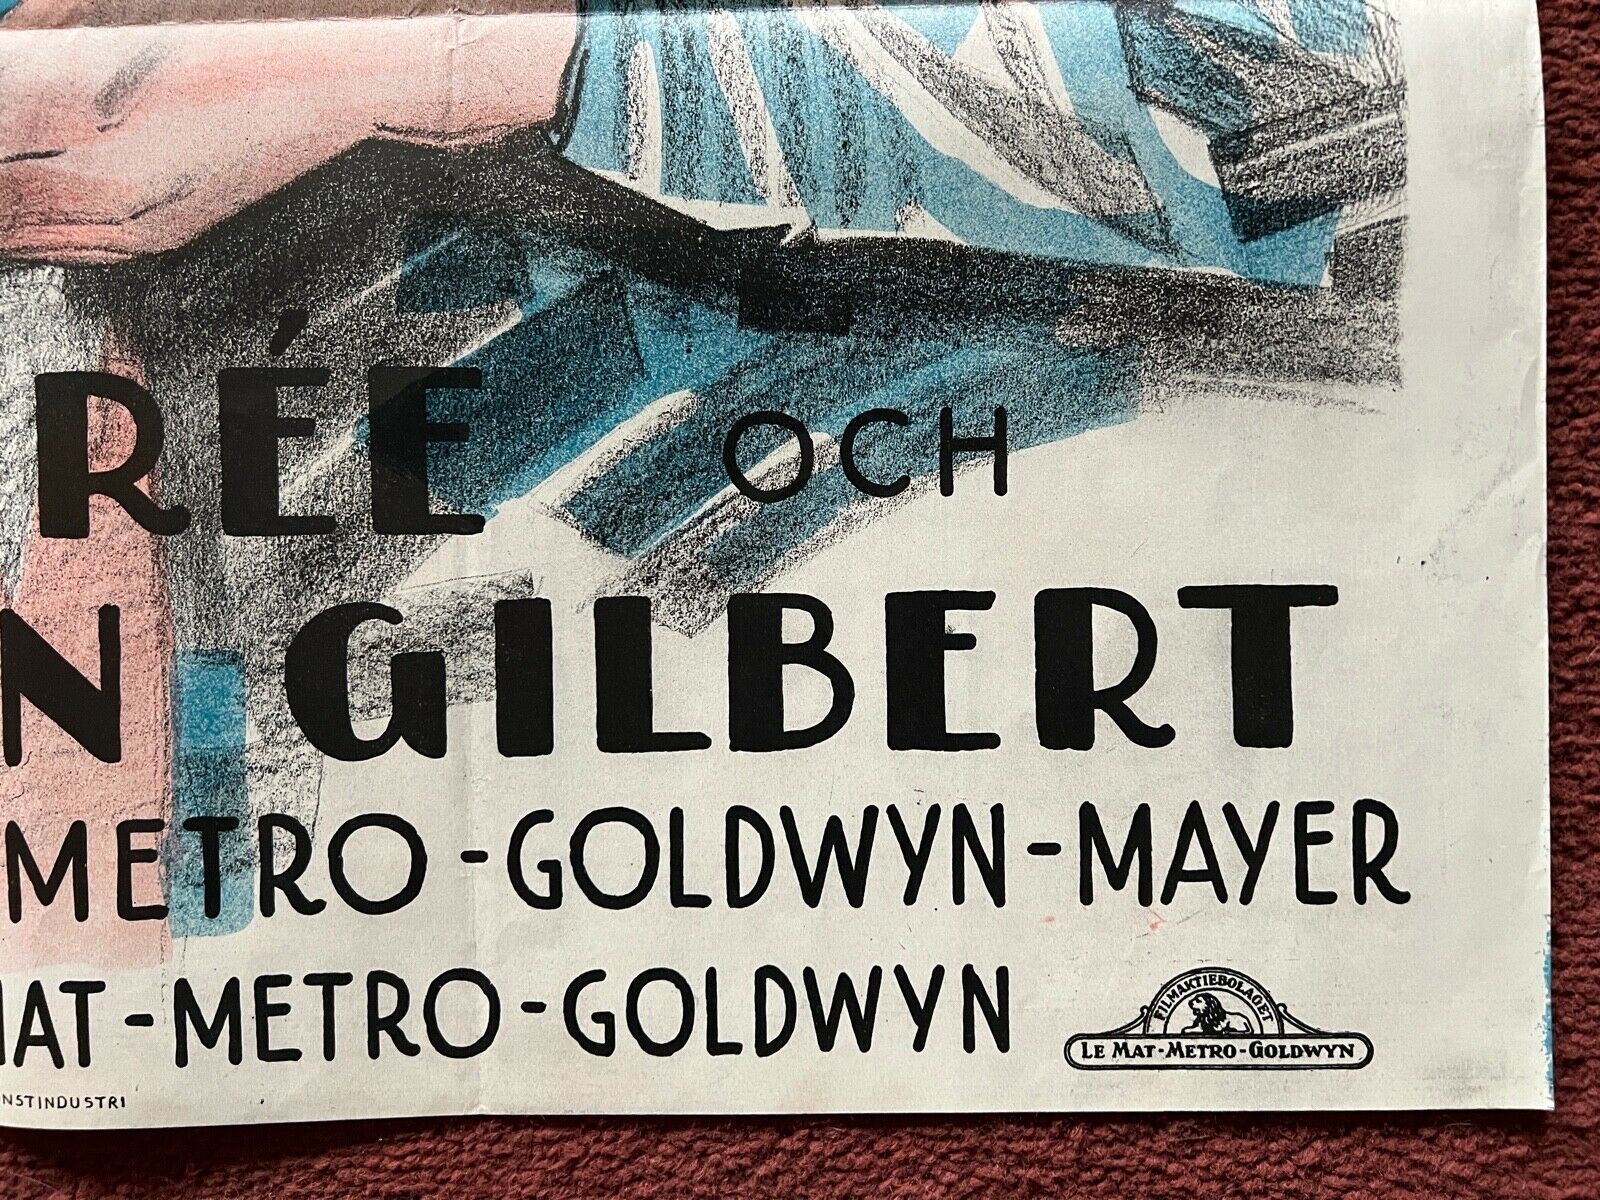 RÉE OCH
N GILBERT
METRO-GOLDWYN-MAYER
MAT-METRO-GOLDWYN
FILMAKTIEBOLAGET
LE MAT-METRO-GOLDWYN
NSTINDUSTRI